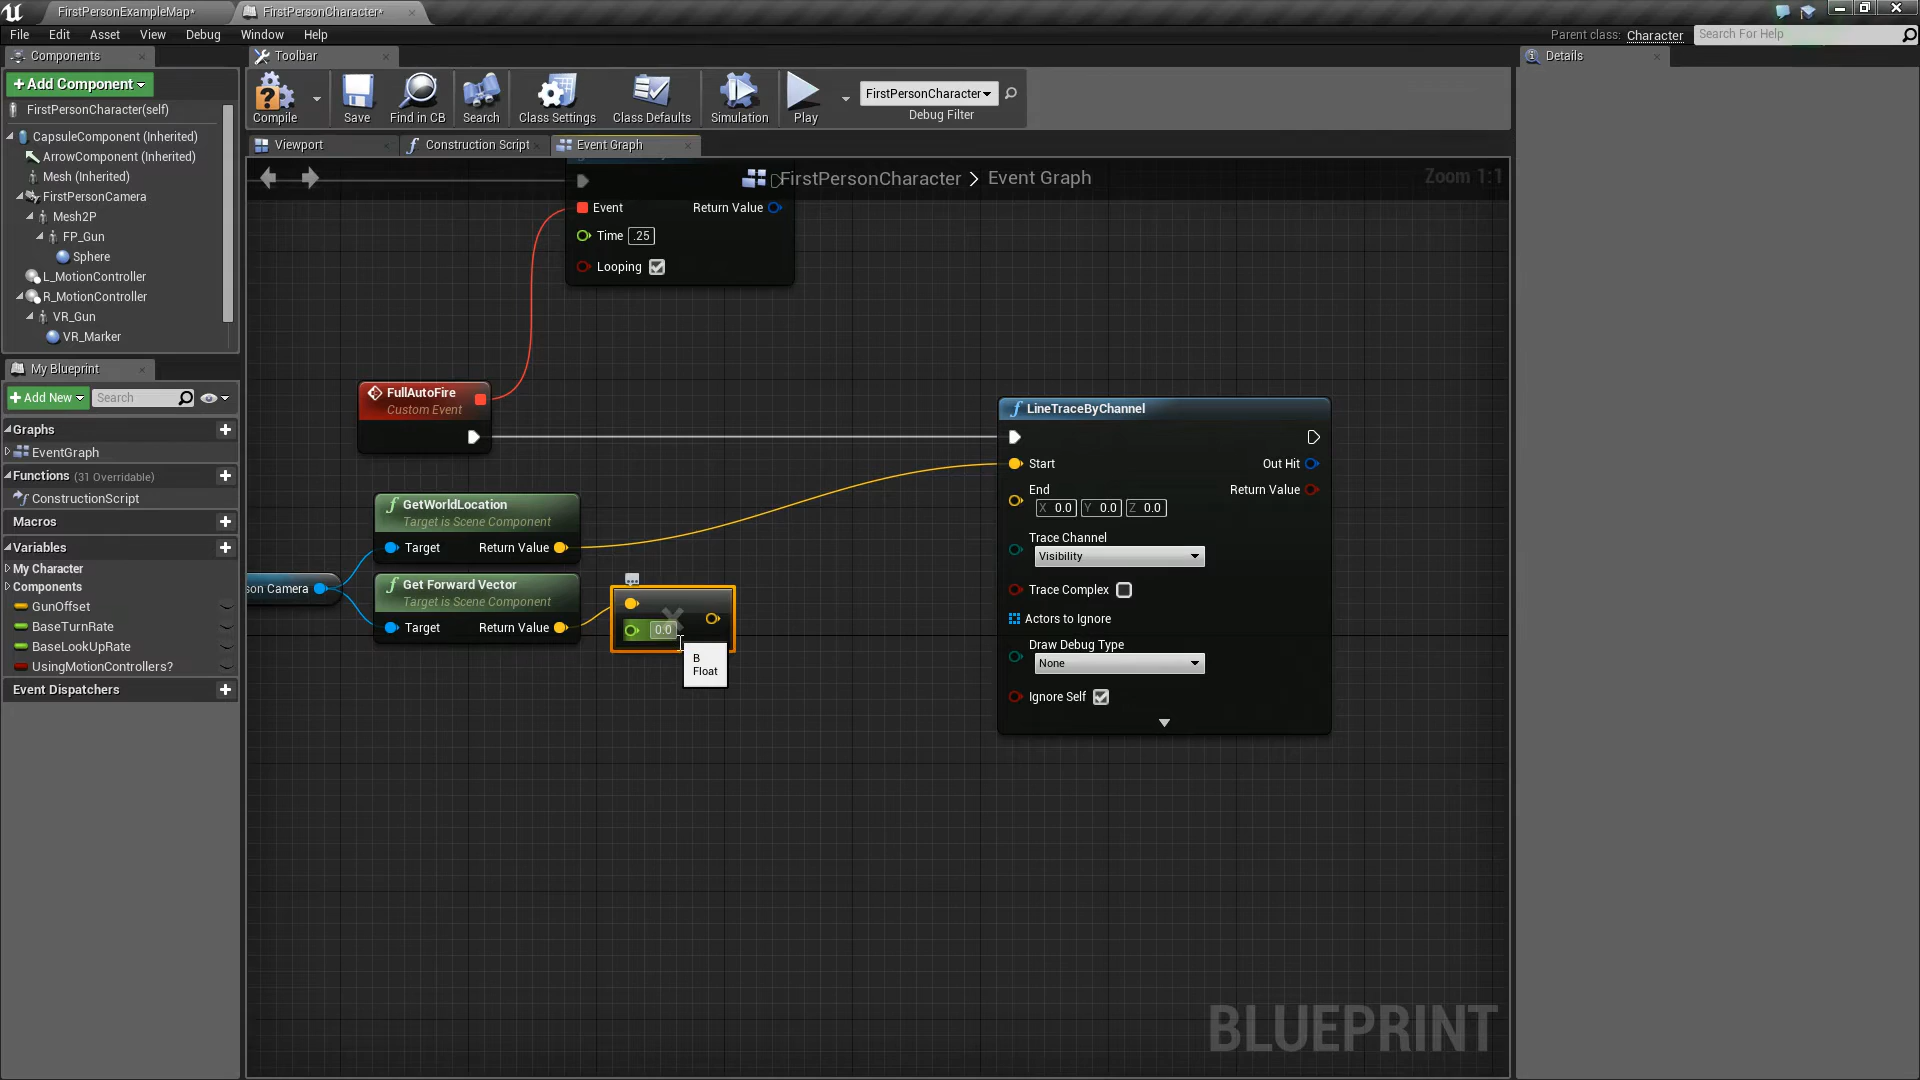 FirstPersonExampleMap*
FirstPersonCharacter*
File Edit Asset View Debug Window Help
Parent class: Character
Search For Help
Components
Toolbar
Details
+Add Component
FirstPersonCharacter(self)
CapsuleComponent (Inherited)
ArrowComponent (Inherited)
Mesh (Inherited)
FirstPersonCamera
Mesh2P
FP_Gun
Sphere
L_MotionController
R_MotionController
VR_Gun
VR_Marker
Compile
Save
Find in CB
Search
Class Settings
Class Defaults
Simulation
Play
FirstPersonCharacter
Debug Filter
Viewport
Construction Script
Event Graph
FirstPersonCharacter > Event Graph
Zoom 1:1
My Blueprint
+Add New
Search
Graphs
EventGraph
Functions (31 Overridable)
ConstructionScript
Macros
Variables
My Character
Components
GunOffset
BaseTurnRate
BaseLookUpRate
UsingMotionControllers?
Event Dispatchers
Event
Return Value
Time .25
Looping
FullAutoFire
Custom Event
GetWorldLocation
Target is Scene Component
Target
Return Value
son Camera
Get Forward Vector
Target is Scene Component
Target
Return Value
0.0
B
Float
LineTraceByChannel
Start
Out Hit
End
Return Value
X 0.0 Y 0.0 Z 0.0
Trace Channel
Visibility
Trace Complex
Actors to Ignore
Draw Debug Type
None
Ignore Self
BLUEPRINT